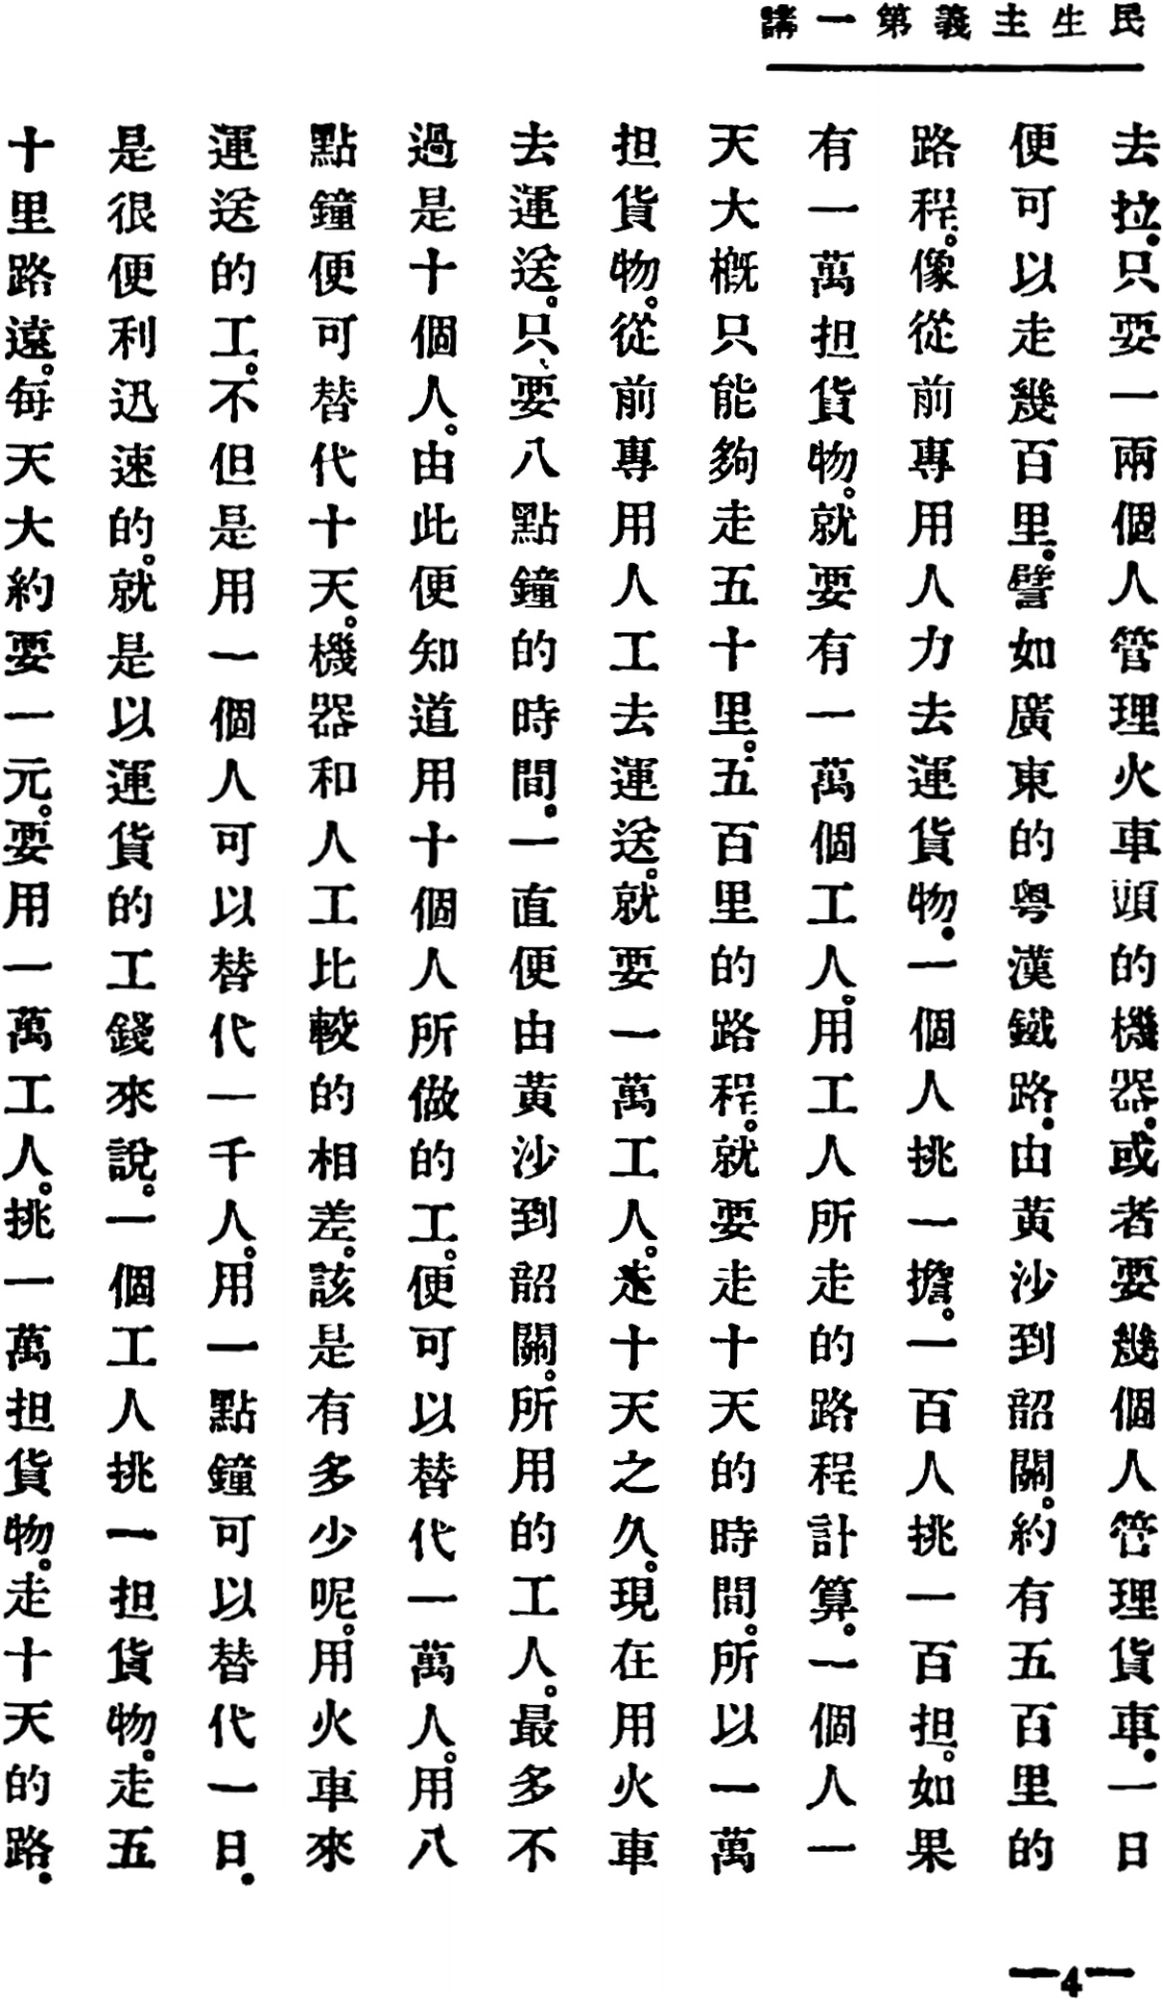 民生主義第一講
去拉。只要一兩個人管理火車頭的機器。或者要幾個人管理貨車。一日
便可以走幾百里。譬如廣東的粵漢鐵路。由黃沙到韶關。約有五百里的
路程。像從前專用人力去運貨物。一個人挑一擔。一百人挑一百担。如果
有一萬担貨物。就要有一萬個工人。用工人所走的路程計算。一個人一
天大概只能夠走五十里。五百里的路程。就要走十天的時間。所以一萬
担貨物。從前專用人工去運送。就要一萬工人。走十天之久。現在用火車
去運送。只要八點鐘的時間。一直便由黃沙到韶關。所用的工人。最多不
過是十個人。由此便知道用十個人所做的工。便可以替代一萬人。用八
點鐘便可替代十天。機器和人工比較的相差。該是有多少呢。用火車來
運送的工。不但是用一個人可以替代一千人。用一點鐘可以替代一日。
是很便利迅速的。就是以運貨的工錢來說。一個工人挑一担貨物。走五
十里路遠。每天大約要一元。要用一萬工人。挑一萬担貨物。走十天的路。
—4—